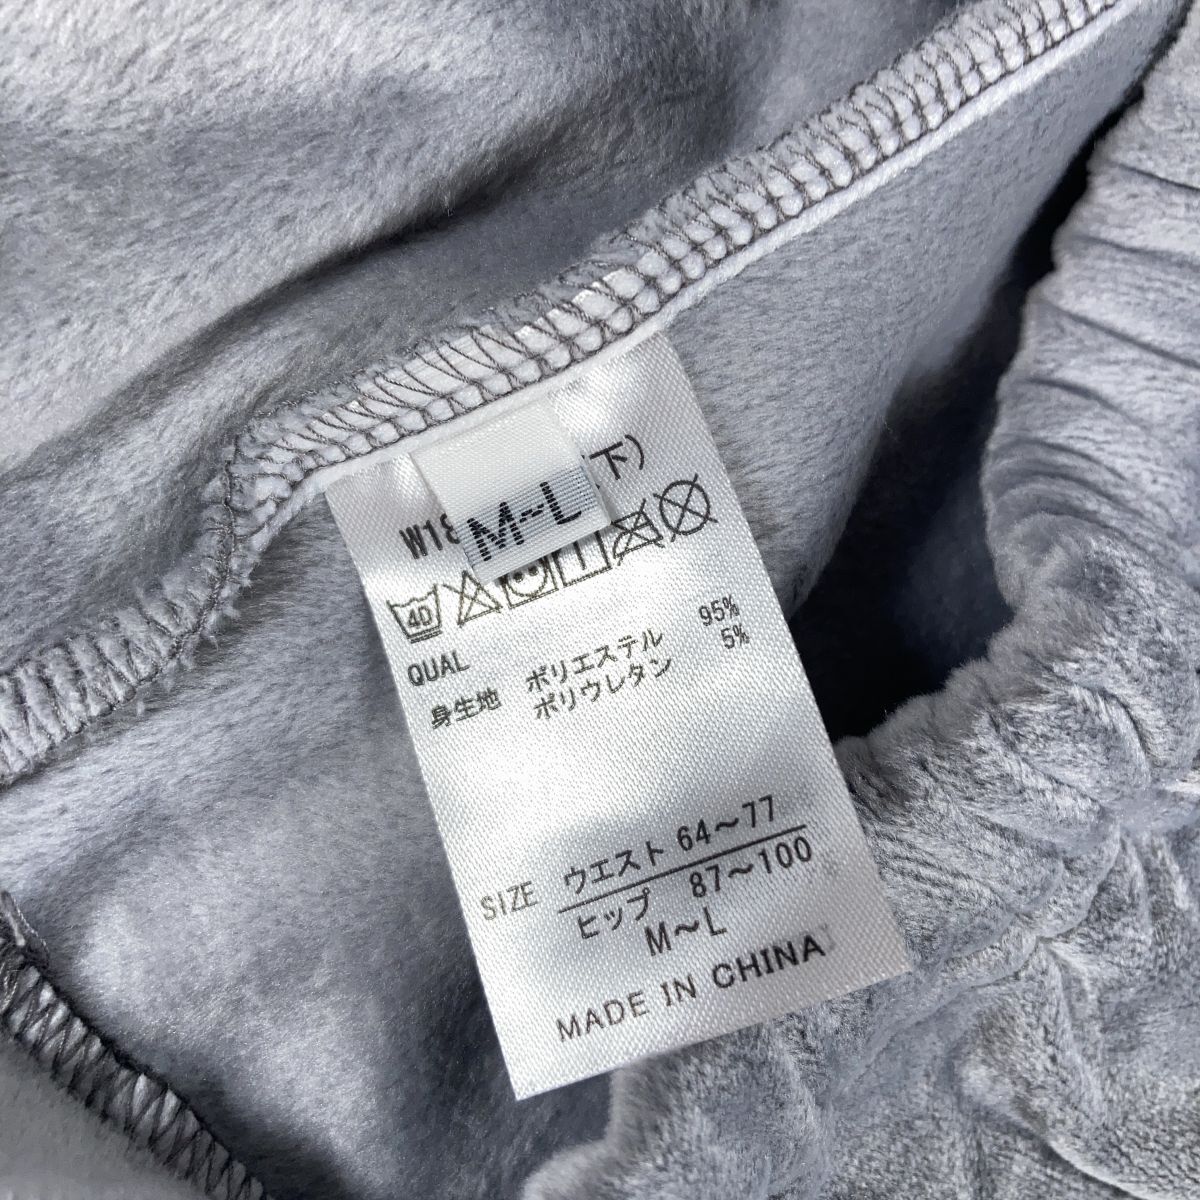 M~L
下)
W18
40
QUAL
身生地 ポリエステル 95%
ポリウレタン 5%
SIZE ウエスト 64～77
ヒップ 87～100
M～L
MADE IN CHINA